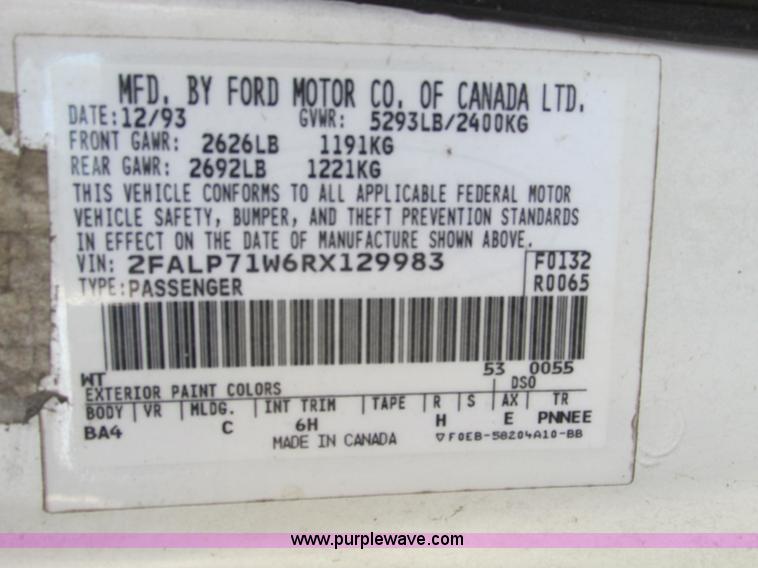 MFD. BY FORD MOTOR CO. OF CANADA LTD.
DATE: 12/93 GVWR: 5293LB/2400KG
FRONT GAWR: 2626LB 1191KG
REAR GAWR: 2692LB 1221KG
THIS VEHICLE CONFORMS TO ALL APPLICABLE FEDERAL MOTOR
VEHICLE SAFETY, BUMPER, AND THEFT PREVENTION STANDARDS
IN EFFECT ON THE DATE OF MANUFACTURE SHOWN ABOVE.
VIN: 2FALP71W6RX129983 F0132
TYPE: PASSENGER R0065
WT 53 0055
EXTERIOR PAINT COLORS DSO
BODY VR MLDG. INT TRIM TAPE R S AX TR
BA4 C 6H H E PNNEE
MADE IN CANADA ▽F0EB-58204A10-BB
www.purplewave.com